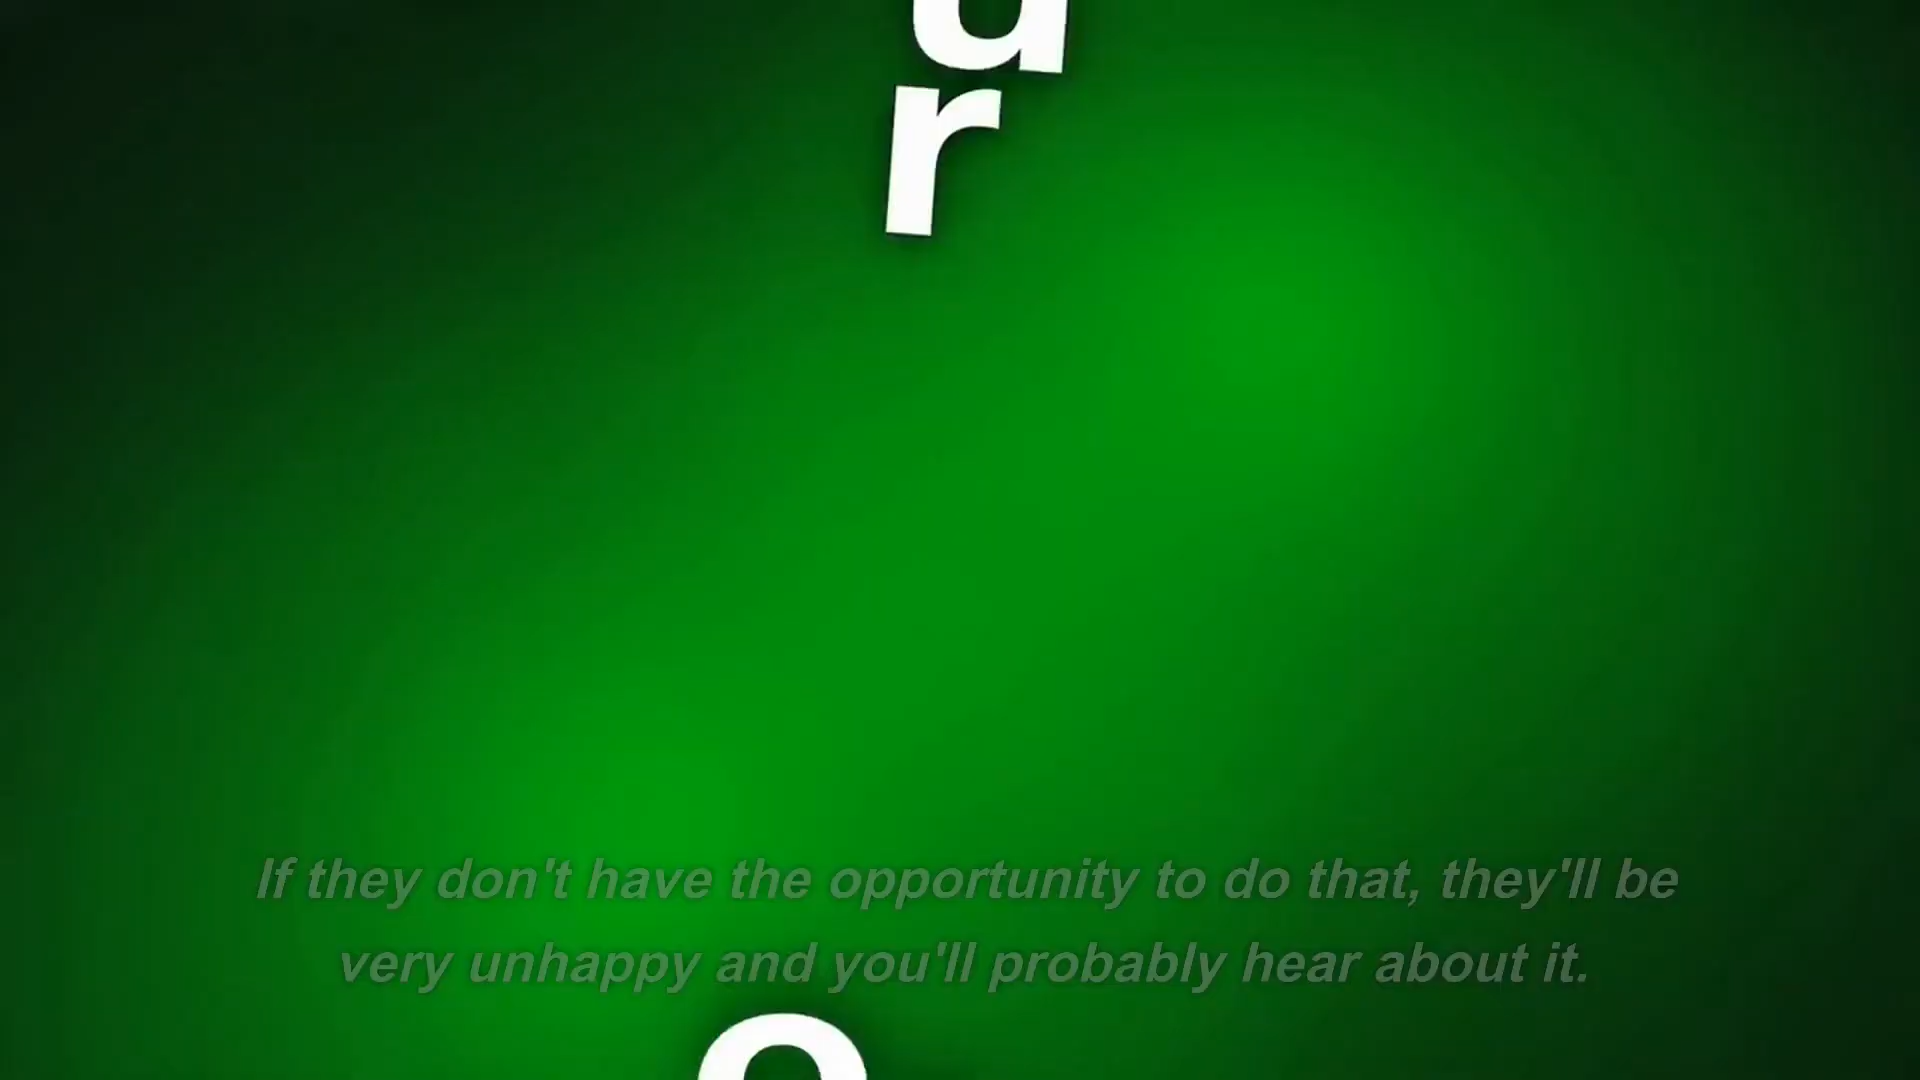 u
r
If they don't have the opportunity to do that, they'll be
very unhappy and you'll probably hear about it.
o